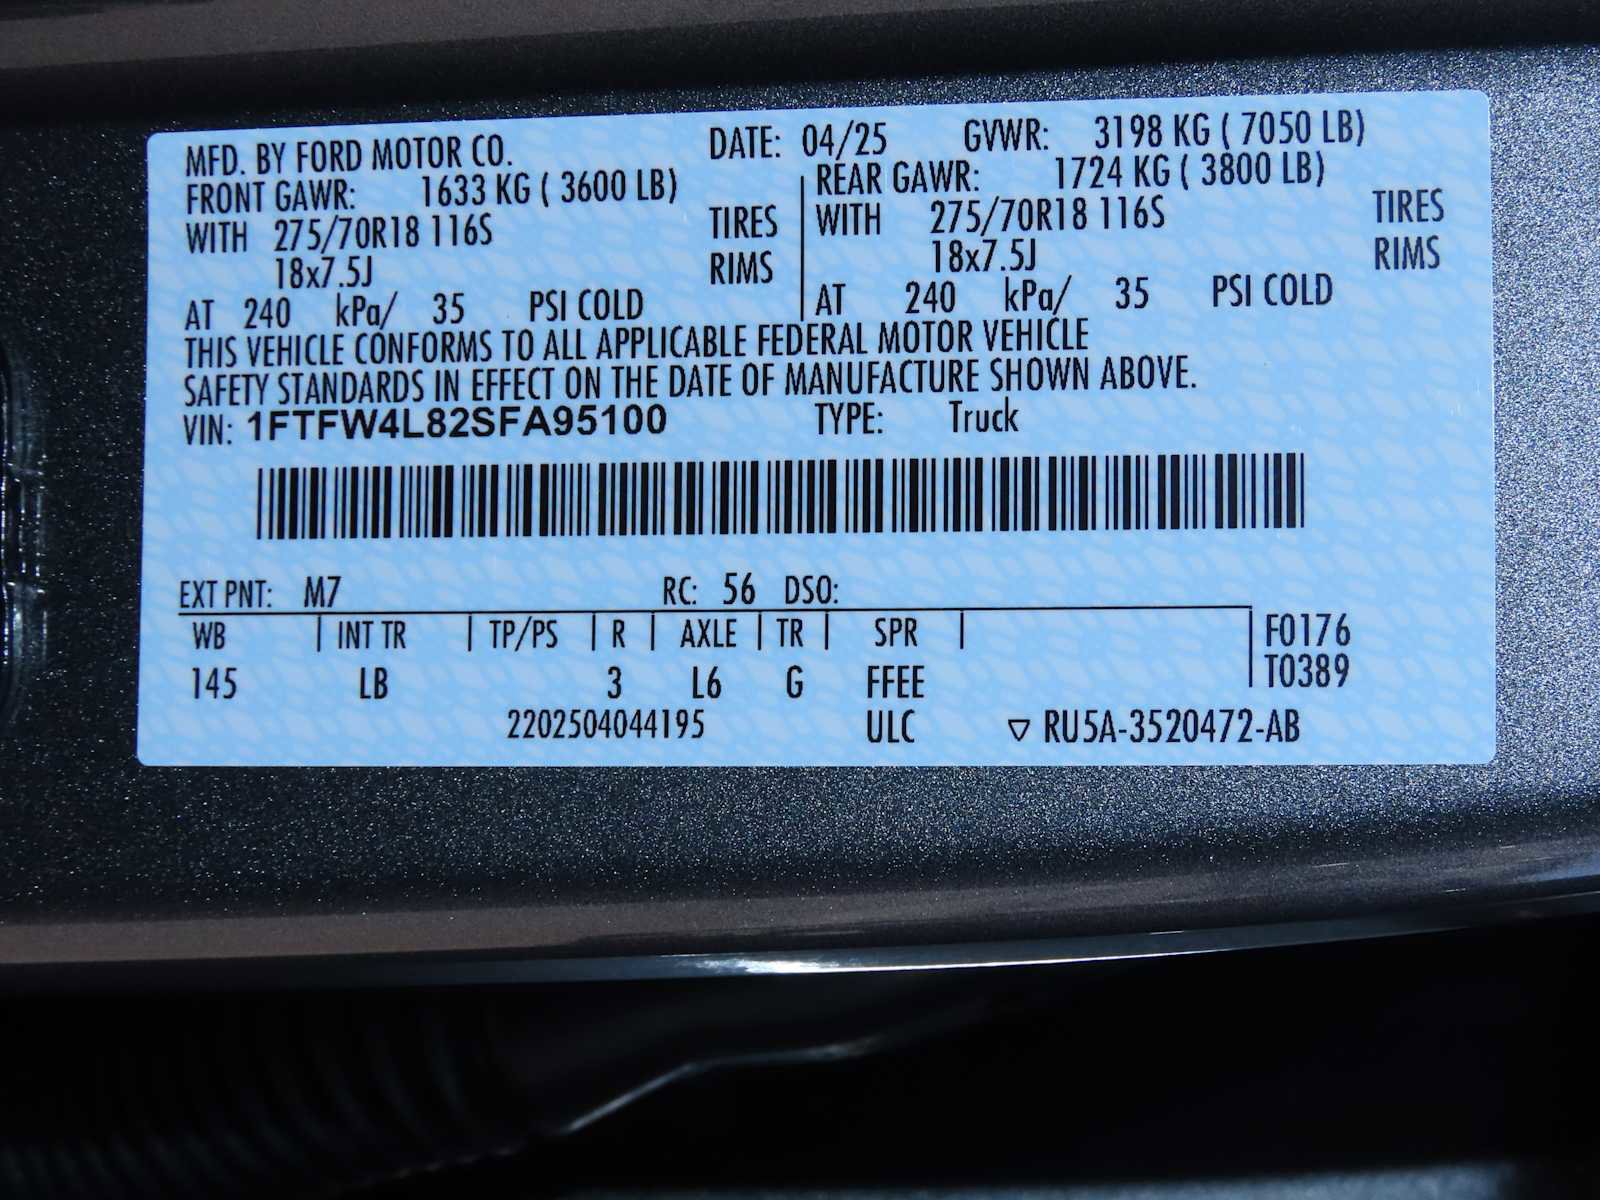 MFD. BY FORD MOTOR CO. DATE: 04/25 GVWR: 3198 KG ( 7050 LB)
FRONT GAWR: 1633 KG ( 3600 LB) REAR GAWR: 1724 KG ( 3800 LB)
WITH 275/70R18 116S TIRES WITH 275/70R18 116S TIRES
18x7.5J RIMS 18x7.5J RIMS
AT 240 kPa/ 35 PSI COLD AT 240 kPa/ 35 PSI COLD
THIS VEHICLE CONFORMS TO ALL APPLICABLE FEDERAL MOTOR VEHICLE
SAFETY STANDARDS IN EFFECT ON THE DATE OF MANUFACTURE SHOWN ABOVE.
VIN: 1FTFW4L82SFA95100 TYPE: Truck
EXT PNT: M7 RC: 56 DSO:
WB INT TR TP/PS R AXLE TR SPR F0176
145 LB 3 L6 G FFEE T0389
2202504044195 ULC ▽ RU5A-3520472-AB